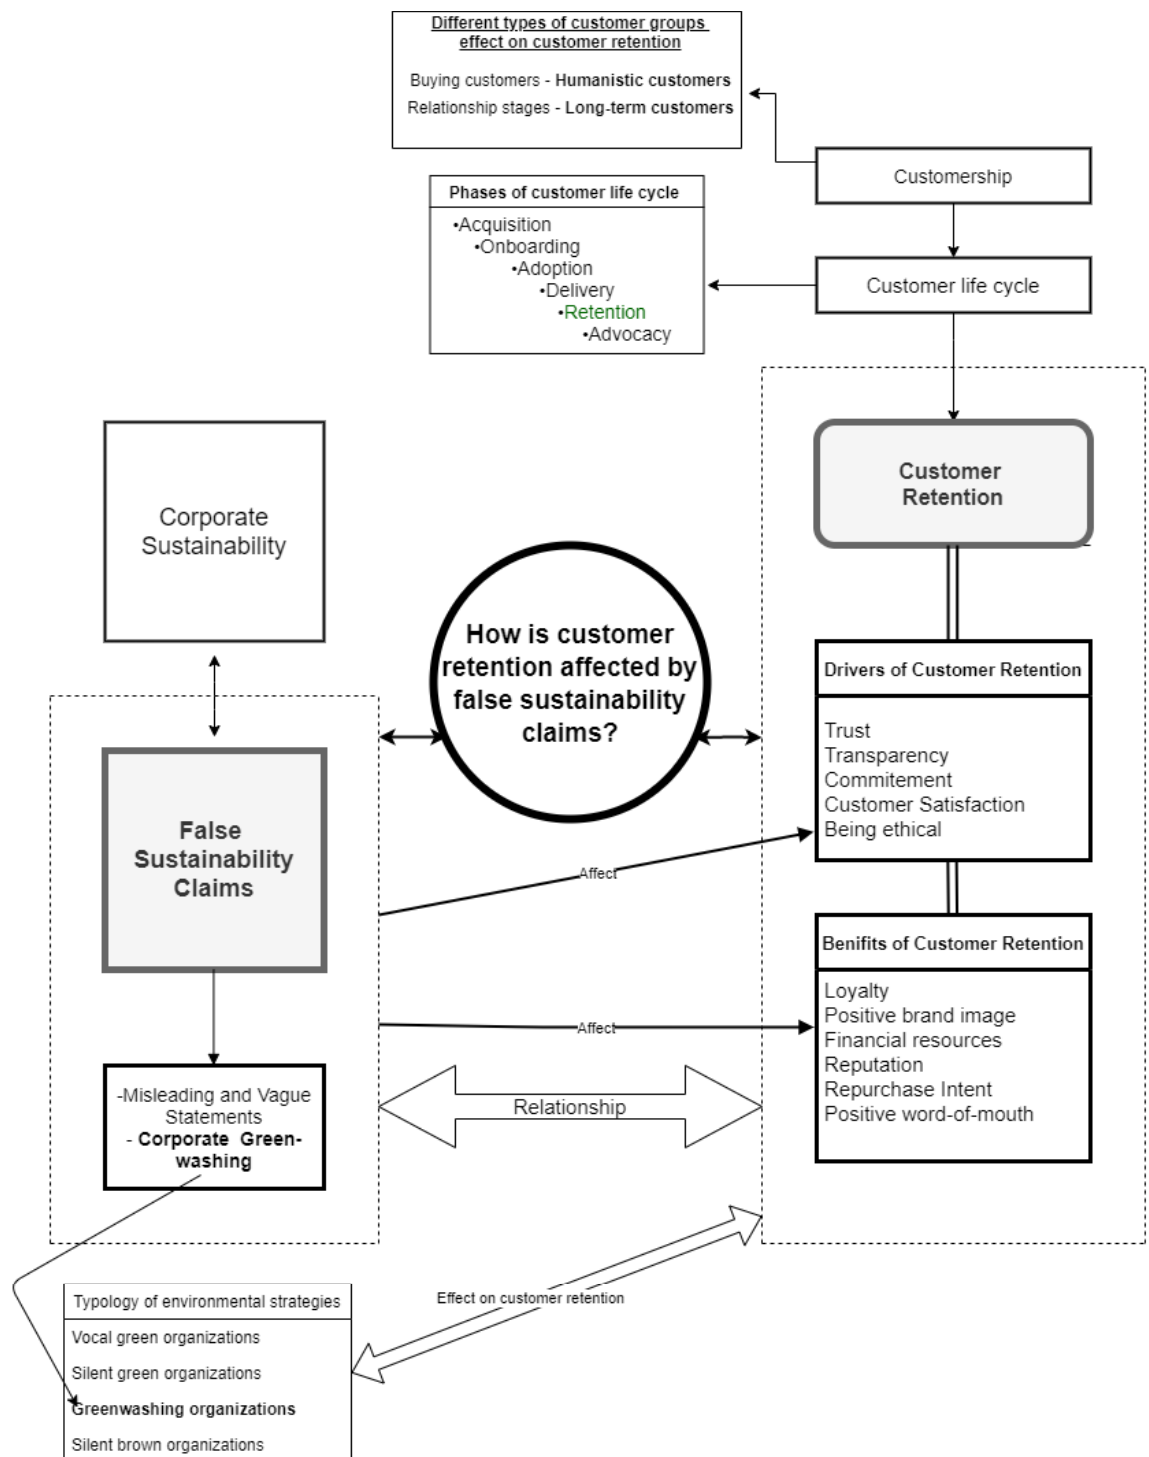 Different types of customer groups
effect on customer retention
Buying customers - Humanistic customers
Relationship stages - Long-term customers
Customership
Phases of customer life cycle
•Acquisition
•Onboarding
•Adoption
•Delivery
•Retention
•Advocacy
Customer life cycle
Customer
Retention
Corporate
Sustainability
How is customer
retention affected by
false sustainability
claims?
Drivers of Customer Retention
Trust
Transparency
Commitement
Customer Satisfaction
Being ethical
False
Sustainability
Claims
Affect
Benifits of Customer Retention
Loyalty
Positive brand image
Financial resources
Reputation
Repurchase Intent
Positive word-of-mouth
Affect
-Misleading and Vague
Statements
- Corporate Green-
washing
Relationship
Effect on customer retention
Typology of environmental strategies
Vocal green organizations
Silent green organizations
Greenwashing organizations
Silent brown organizations